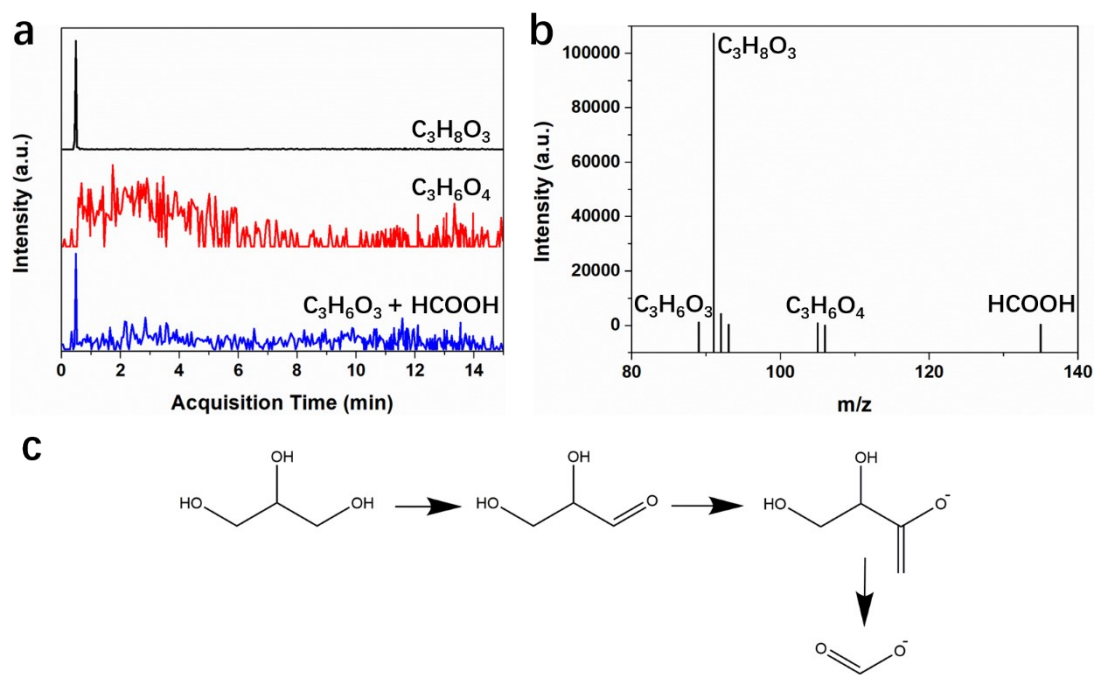 a
Intensity (a.u.)
C₃H₈O₃
C₃H₆O₄
C₃H₆O₃ + HCOOH
0 2 4 6 8 10 12 14
Acquisition Time (min)
b
Intensity (a.u.)
100000
80000
60000
40000
20000
0
C₃H₈O₃
C₃H₆O₃
C₃H₆O₄
HCOOH
80 100 120 140
m/z
c
OH
HO
OH
OH
HO
O
OH
HO
O⁻
O
O⁻